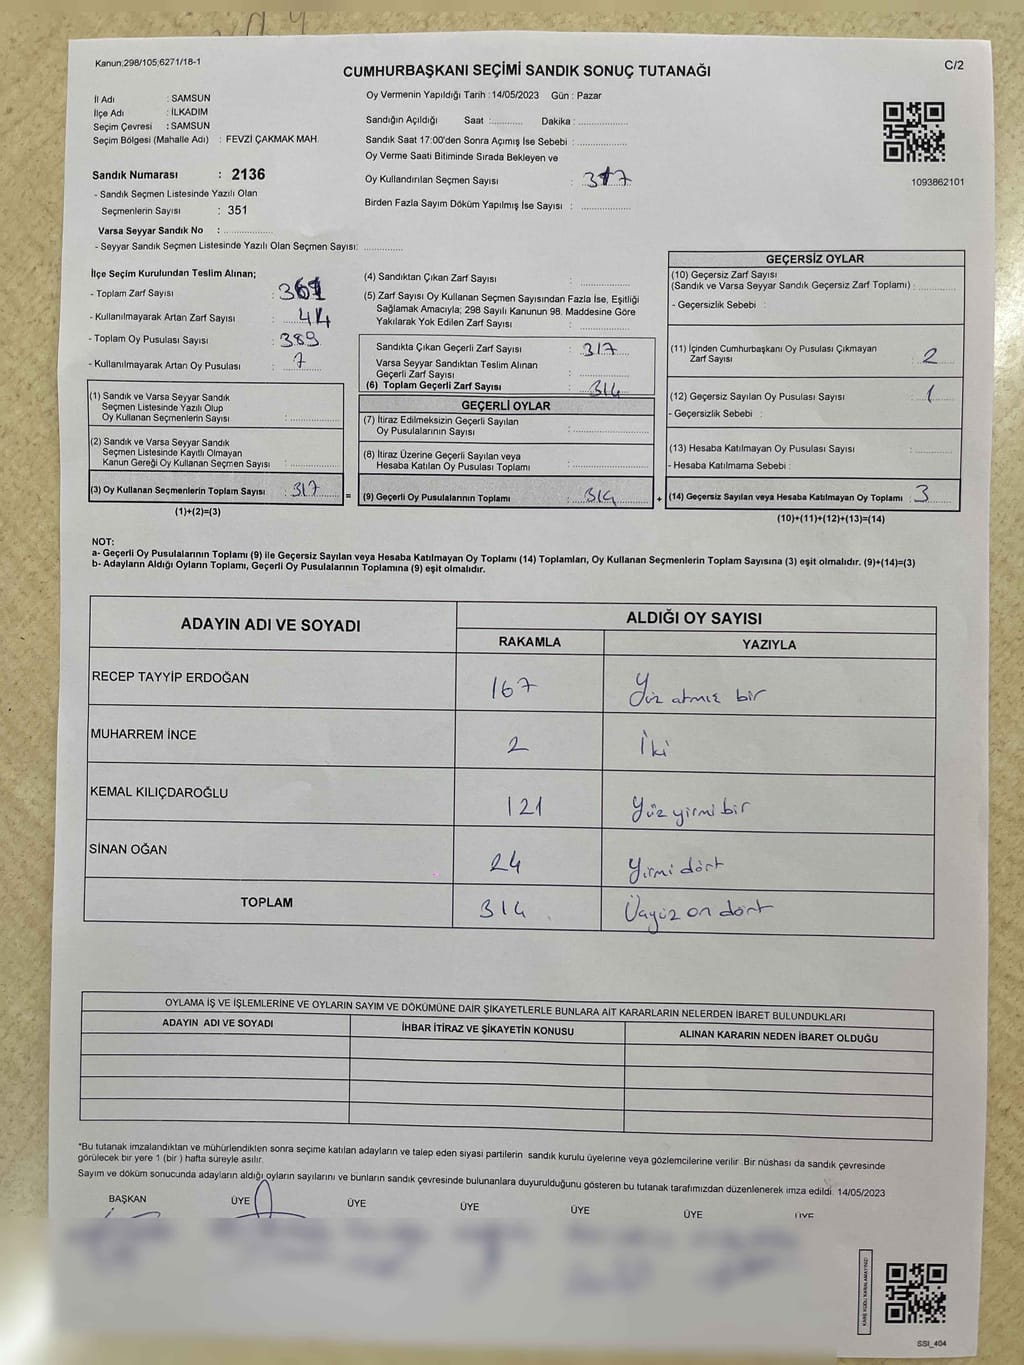 Kanun:298/105;6271/18-1
C/2
CUMHURBAŞKANI SEÇİMİ SANDIK SONUÇ TUTANAĞI
İl Adı : SAMSUN
İlçe Adı : İLKADIM
Seçim Çevresi : SAMSUN
Seçim Bölgesi (Mahalle Adı) : FEVZİ ÇAKMAK MAH.
Sandık Numarası : 2136
- Sandık Seçmen Listesinde Yazılı Olan
Seçmenlerin Sayısı : 351
Varsa Seyyar Sandık No : ..............
- Seyyar Sandık Seçmen Listesinde Yazılı Olan Seçmen Sayısı: ............
Oy Vermenin Yapıldığı Tarih :14/05/2023 Gün : Pazar
Sandığın Açıldığı Saat :........... Dakika :.................
Sandık Saat 17:00'den Sonra Açımış İse Sebebi : ................
Oy Verme Saati Bitiminde Sırada Bekleyen ve
Oy Kullandırılan Seçmen Sayısı : 317
Birden Fazla Sayım Döküm Yapılmış İse Sayısı : ................
1093862101
İlçe Seçim Kurulundan Teslim Alınan;
- Toplam Zarf Sayısı : 361
- Kullanılmayarak Artan Zarf Sayısı : 44
- Toplam Oy Pusulası Sayısı : 389
- Kullanılmayarak Artan Oy Pusulası : 7
(1) Sandık ve Varsa Seyyar Sandık
Seçmen Listesinde Yazılı Olup
Oy Kullanan Seçmenlerin Sayısı :................
(2) Sandık ve Varsa Seyyar Sandık
Seçmen Listesinde Kayıtlı Olmayan
Kanun Gereği Oy Kullanan Seçmen Sayısı :................
(3) Oy Kullanan Seçmenlerin Toplam Sayısı : 317
(1)+(2)=(3)
=
(4) Sandıktan Çıkan Zarf Sayısı : ................
(5) Zarf Sayısı Oy Kullanan Seçmen Sayısından Fazla İse, Eşitliği
Sağlamak Amacıyla; 298 Sayılı Kanunun 98. Maddesine Göre
Yakılarak Yok Edilen Zarf Sayısı : ................
Sandıkta Çıkan Geçerli Zarf Sayısı : 317
Varsa Seyyar Sandıktan Teslim Alınan
Geçerli Zarf Sayısı : ................
(6) Toplam Geçerli Zarf Sayısı : 314
GEÇERLİ OYLAR
(7) İtiraz Edilmeksizin Geçerli Sayılan
Oy Pusulalarının Sayısı :................
(8) İtiraz Üzerine Geçerli Sayılan veya
Hesaba Katılan Oy Pusulası Toplamı :................
(9) Geçerli Oy Pusulalarının Toplamı : 314
+
GEÇERSİZ OYLAR
(10) Geçersiz Zarf Sayısı
(Sandık ve Varsa Seyyar Sandık Geçersiz Zarf Toplamı) : ............
- Geçersizlik Sebebi :
(11) İçinden Cumhurbaşkanı Oy Pusulası Çıkmayan
Zarf Sayısı : 2
(12) Geçersiz Sayılan Oy Pusulası Sayısı : 1
- Geçersizlik Sebebi :
(13) Hesaba Katılmayan Oy Pusulası Sayısı : ............
- Hesaba Katılmama Sebebi :
(14) Geçersiz Sayılan veya Hesaba Katılmayan Oy Toplamı : 3
(10)+(11)+(12)+(13)=(14)
NOT:
a- Geçerli Oy Pusulalarının Toplamı (9) ile Geçersiz Sayılan veya Hesaba Katılmayan Oy Toplamı (14) Toplamları, Oy Kullanan Seçmenlerin Toplam Sayısına (3) eşit olmalıdır. (9)+(14)=(3)
b- Adayların Aldığı Oyların Toplamı, Geçerli Oy Pusulalarının Toplamına (9) eşit olmalıdır.
ADAYIN ADI VE SOYADI
ALDIĞI OY SAYISI
RAKAMLA YAZIYLA
RECEP TAYYİP ERDOĞAN 167 Yüz atmış bir
MUHARREM İNCE 2 İki
KEMAL KILIÇDAROĞLU 121 Yüz yirmi bir
SİNAN OĞAN 24 Yirmi dört
TOPLAM 314 Üçyüz on dört
OYLAMA İŞ VE İŞLEMLERİNE VE OYLARIN SAYIM VE DÖKÜMÜNE DAİR ŞİKAYETLERLE BUNLARA AİT KARARLARIN NELERDEN İBARET BULUNDUKLARI
ADAYIN ADI VE SOYADI İHBAR İTİRAZ VE ŞİKAYETİN KONUSU ALINAN KARARIN NEDEN İBARET OLDUĞU
*Bu tutanak imzalandıktan ve mühürlendikten sonra seçime katılan adayların ve talep eden siyasi partilerin sandık kurulu üyelerine veya gözlemcilerine verilir. Bir nüshası da sandık çevresinde
görülecek bir yere 1 (bir ) hafta süreyle asılır.
Sayım ve döküm sonucunda adayların aldığı oyların sayılarını ve bunların sandık çevresinde bulunanlara duyurulduğunu gösteren bu tutanak tarafımızdan düzenlenerek imza edildi. 14/05/2023
BAŞKAN ÜYE ÜYE ÜYE ÜYE ÜYE ÜYE
KARE KODU KARALAMAYINIZ!
SSI_404